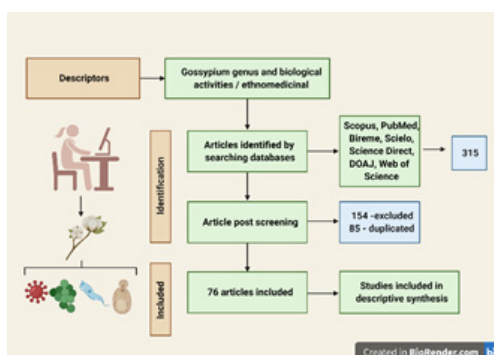 Descriptors
Gossypium genus and biological
activities / ethnomedicinal
Identification
Articles identified by
searching databases
Scopus, PubMed,
Bireme, Scielo,
Science Direct,
DOAJ, Web of
Science
315
Article post screening
154 -excluded
85 - duplicated
Included
76 articles included
Studies included in
descriptive synthesis
Created in BioRender.com